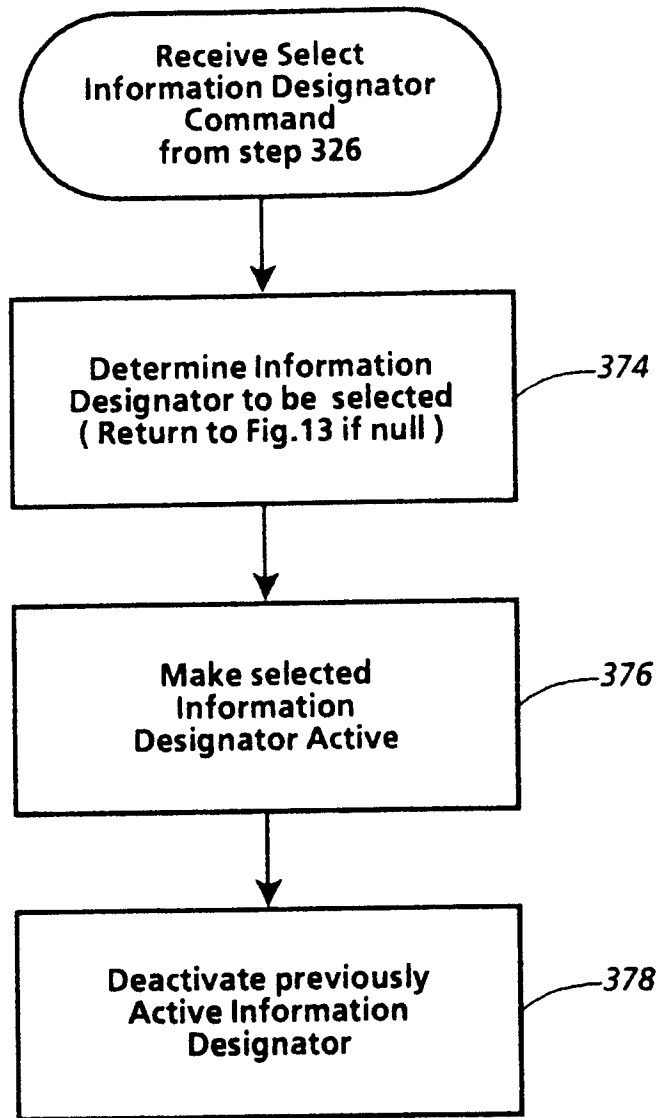 Receive Select
Information Designator
Command
from step 326
Determine Information
Designator to be selected
( Return to Fig.13 if null )
374
Make selected
Information
Designator Active
376
Deactivate previously
Active Information
Designator
378